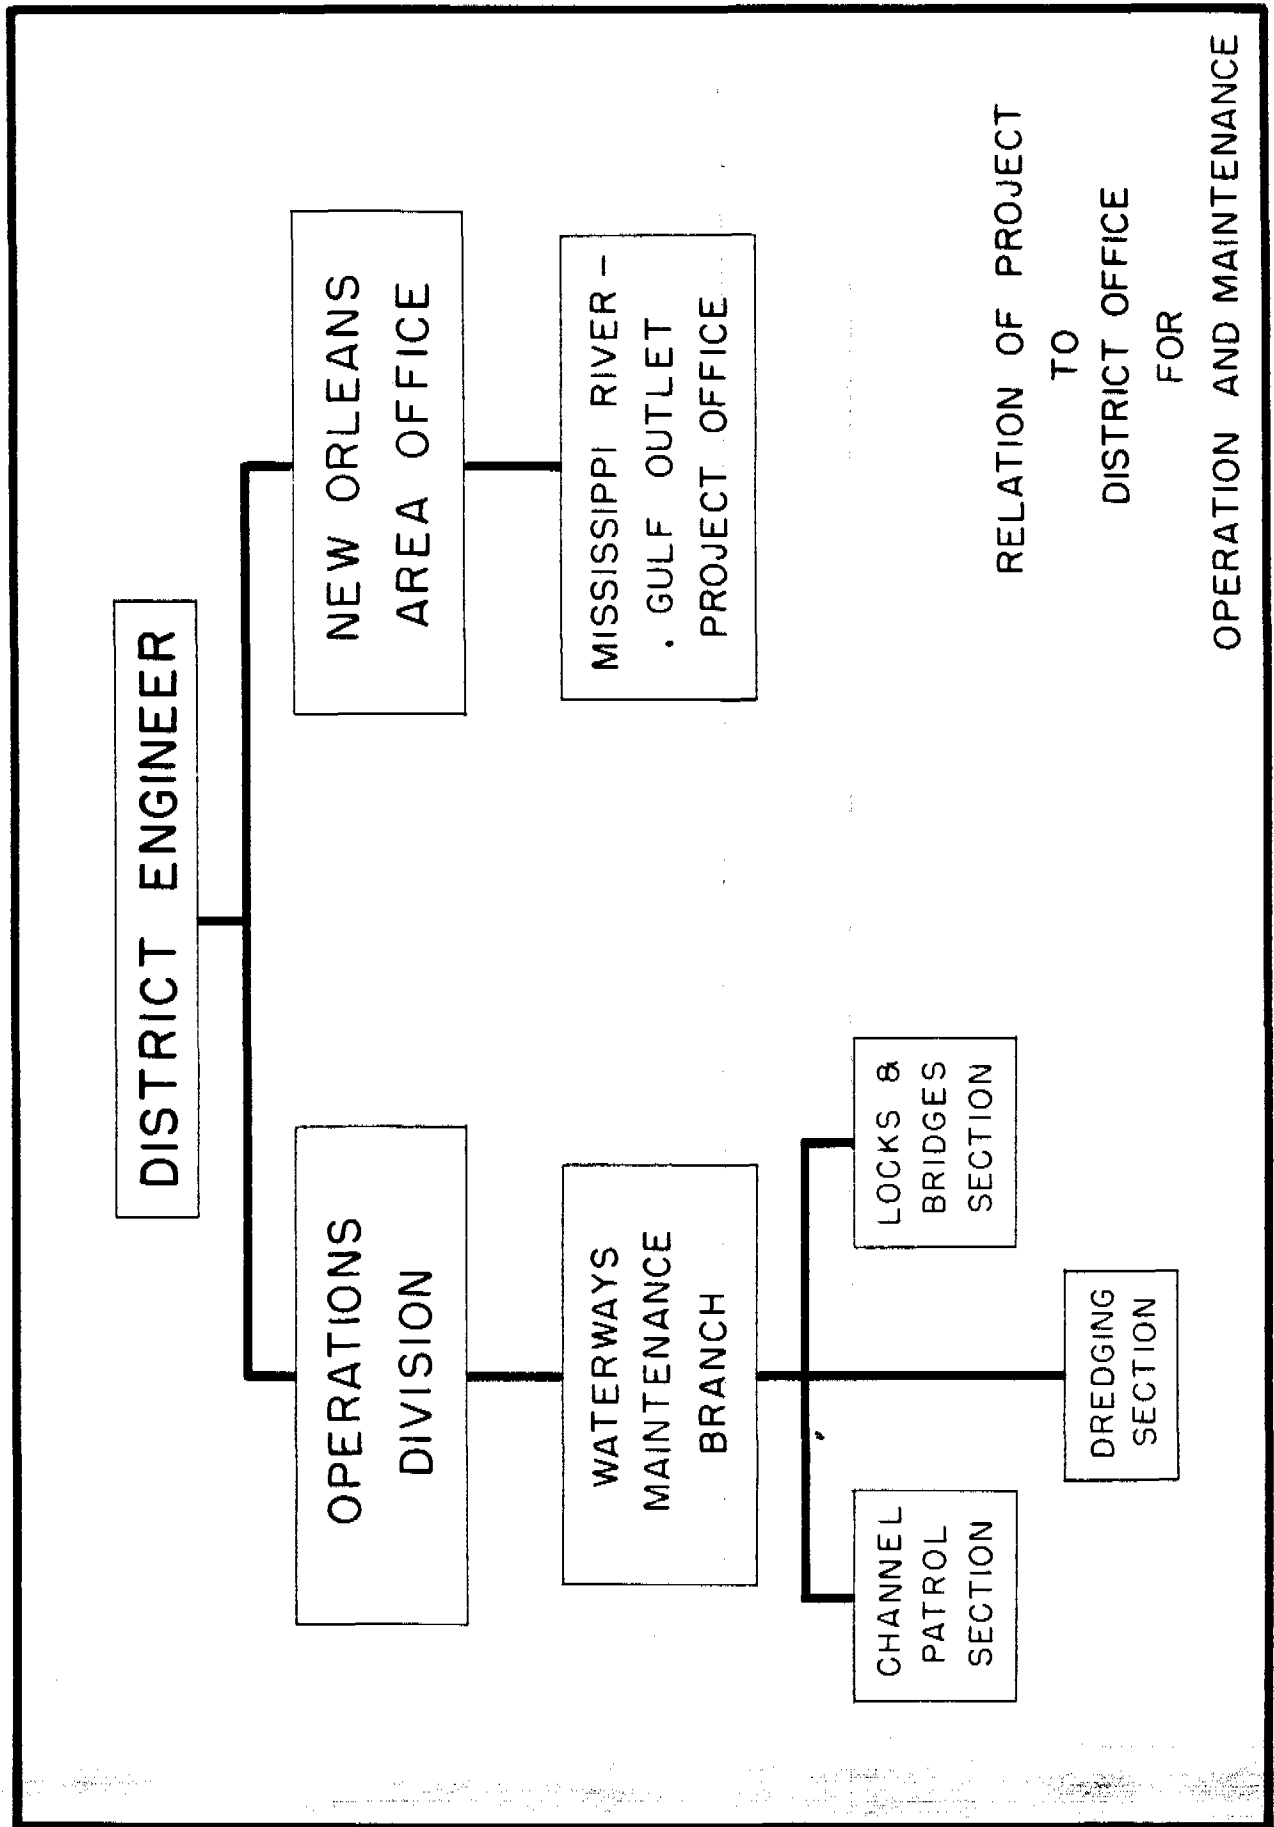 DISTRICT ENGINEER
OPERATIONS
DIVISION
NEW ORLEANS
AREA OFFICE
WATERWAYS
MAINTENANCE
BRANCH
MISSISSIPPI RIVER-
GULF OUTLET
PROJECT OFFICE
CHANNEL
PATROL
SECTION
LOCKS &
BRIDGES
SECTION
DREDGING
SECTION
RELATION OF PROJECT
TO
DISTRICT OFFICE
FOR
OPERATION AND MAINTENANCE